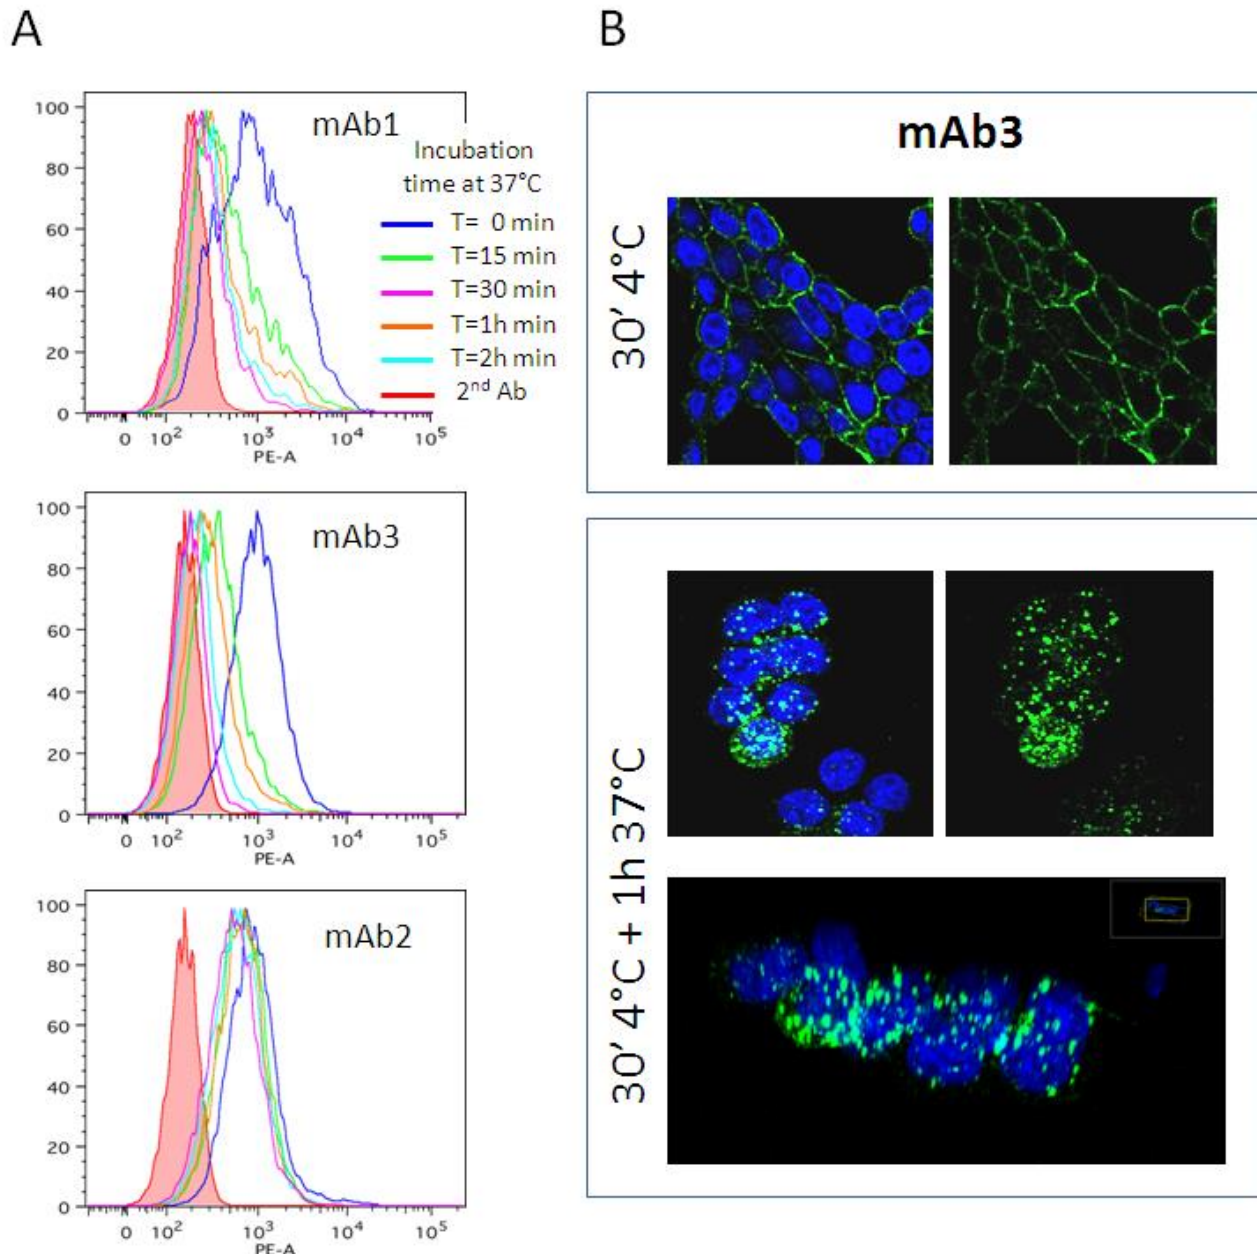 A
B
mAb1
Incubation
time at 37°C
T= 0 min
T=15 min
T=30 min
T=1h min
T=2h min
2nd Ab
100
80
60
40
20
0
0 10² 10³ 10⁴ 10⁵
PE-A
mAb3
100
80
60
40
20
0
0 10² 10³ 10⁴ 10⁵
PE-A
mAb2
100
80
60
40
20
0
0 10² 10³ 10⁴ 10⁵
PE-A
mAb3
30' 4°C
30' 4°C + 1h 37°C